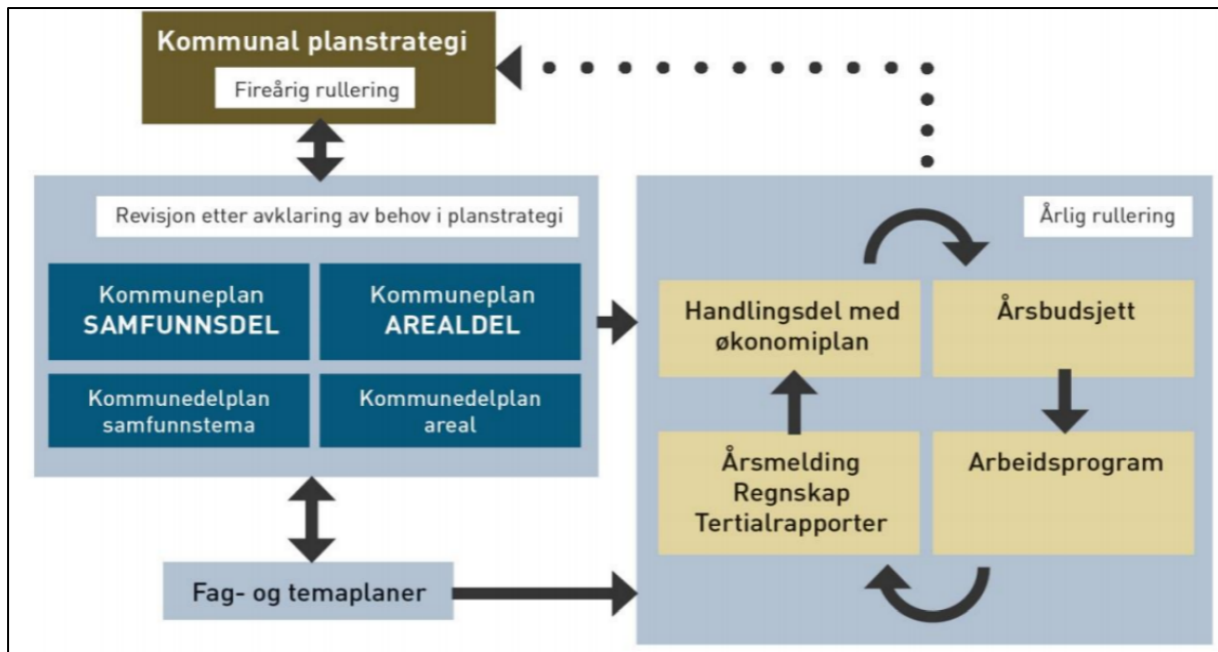 Kommunal planstrategi
Fireårig rullering
Revisjon etter avklaring av behov i planstrategi
Kommuneplan
SAMFUNNSDEL
Kommuneplan
AREALDEL
Kommunedelplan
samfunnstema
Kommunedelplan
areal
Fag- og temaplaner
Årlig rullering
Handlingsdel med
økonomiplan
Årsbudsjett
Årsmelding
Regnskap
Tertialrapporter
Arbeidsprogram